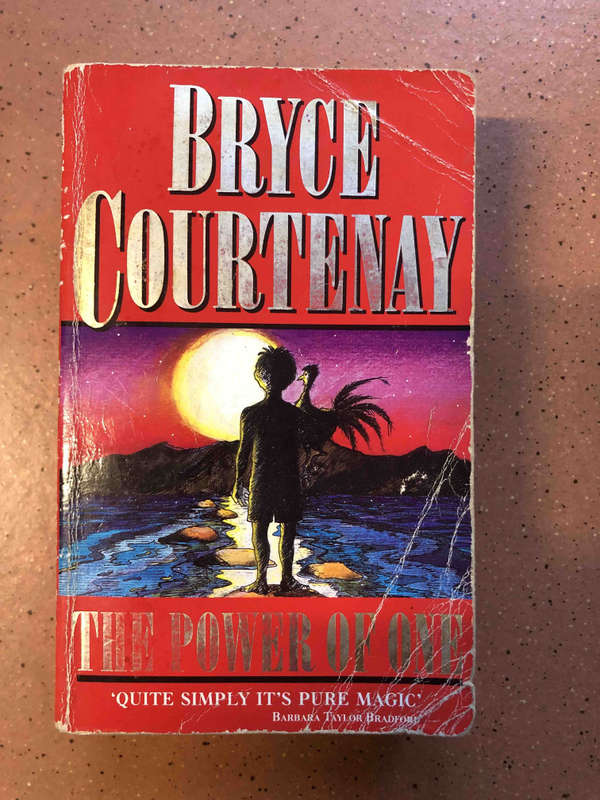 BRYCE
COURTENAY
THE POWER OF ONE
'QUITE SIMPLY IT'S PURE MAGIC'
BARBARA TAYLOR BRADFORD